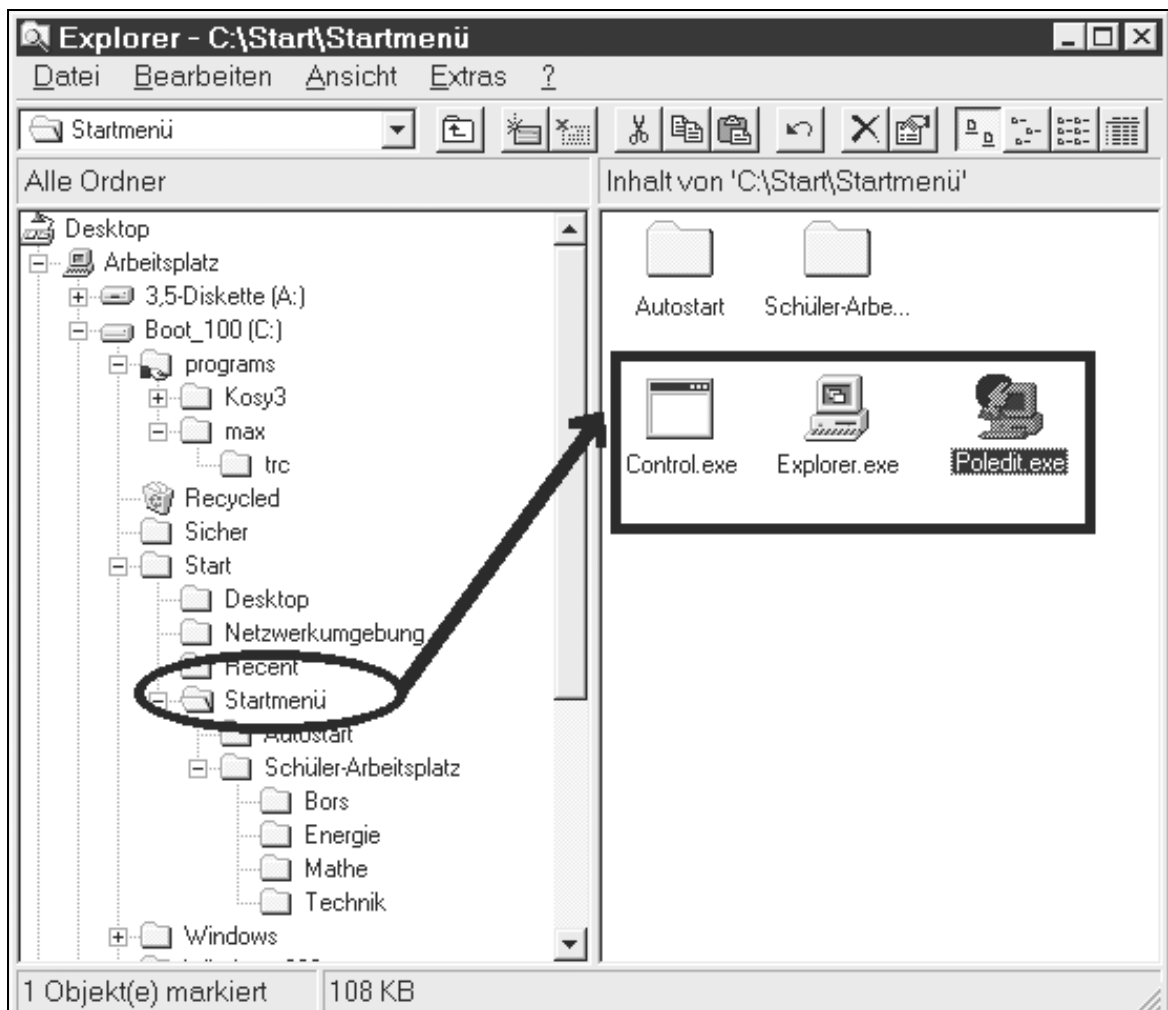 Explorer - C:\Start\Startmenü
Datei Bearbeiten Ansicht Extras ?
Startmenü
Alle Ordner
Inhalt von 'C:\Start\Startmenü'
Desktop
Arbeitsplatz
3,5-Diskette (A:)
Boot_100 (C:)
programs
Kosy3
max
trc
Recycled
Sicher
Start
Desktop
Netzwerkumgebung
Recent
Startmenü
Autostart
Schüler-Arbeitsplatz
Bors
Energie
Mathe
Technik
Windows
Autostart Schüler-Arbe...
Control.exe Explorer.exe Poledit.exe
1 Objekt(e) markiert 108 KB